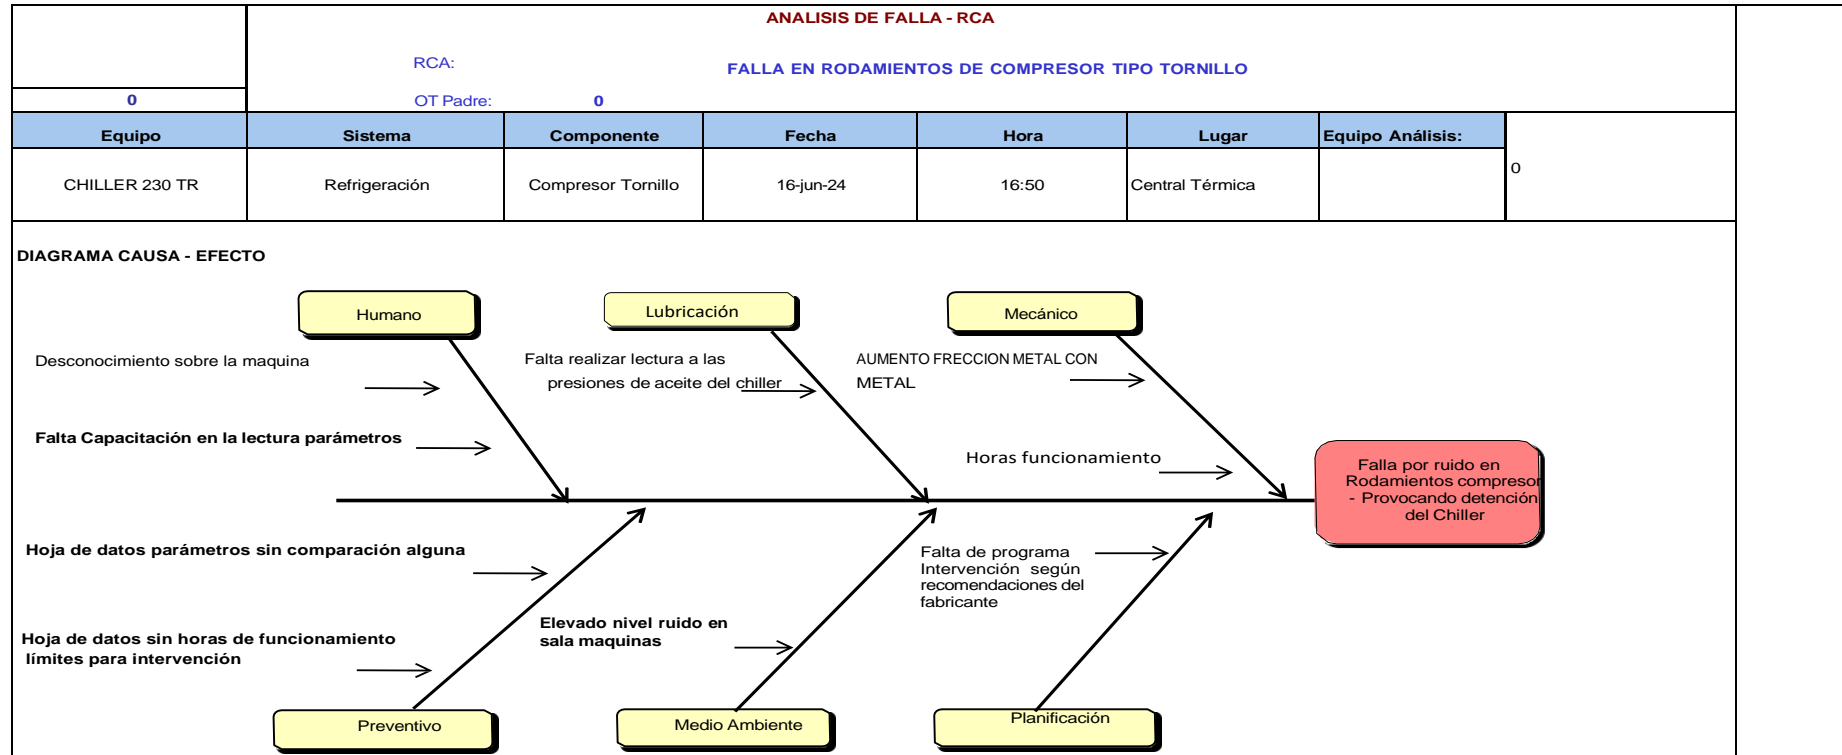 ANALISIS DE FALLA - RCA
RCA:
FALLA EN RODAMIENTOS DE COMPRESOR TIPO TORNILLO
0
OT Padre:
0
Equipo
Sistema
Componente
Fecha
Hora
Lugar
Equipo Análisis:
CHILLER 230 TR
Refrigeración
Compresor Tornillo
16-jun-24
16:50
Central Térmica
0
DIAGRAMA CAUSA - EFECTO
Humano
Lubricación
Mecánico
Desconocimiento sobre la maquina
Falta realizar lectura a las
presiones de aceite del chiller
AUMENTO FRECCION METAL CON
METAL
Falta Capacitación en la lectura parámetros
Horas funcionamiento
Falla por ruido en
Rodamientos compresor
- Provocando detención
del Chiller
Hoja de datos parámetros sin comparación alguna
Falta de programa
Intervención según
recomendaciones del
fabricante
Hoja de datos sin horas de funcionamiento
límites para intervención
Elevado nivel ruido en
sala maquinas
Preventivo
Medio Ambiente
Planificación